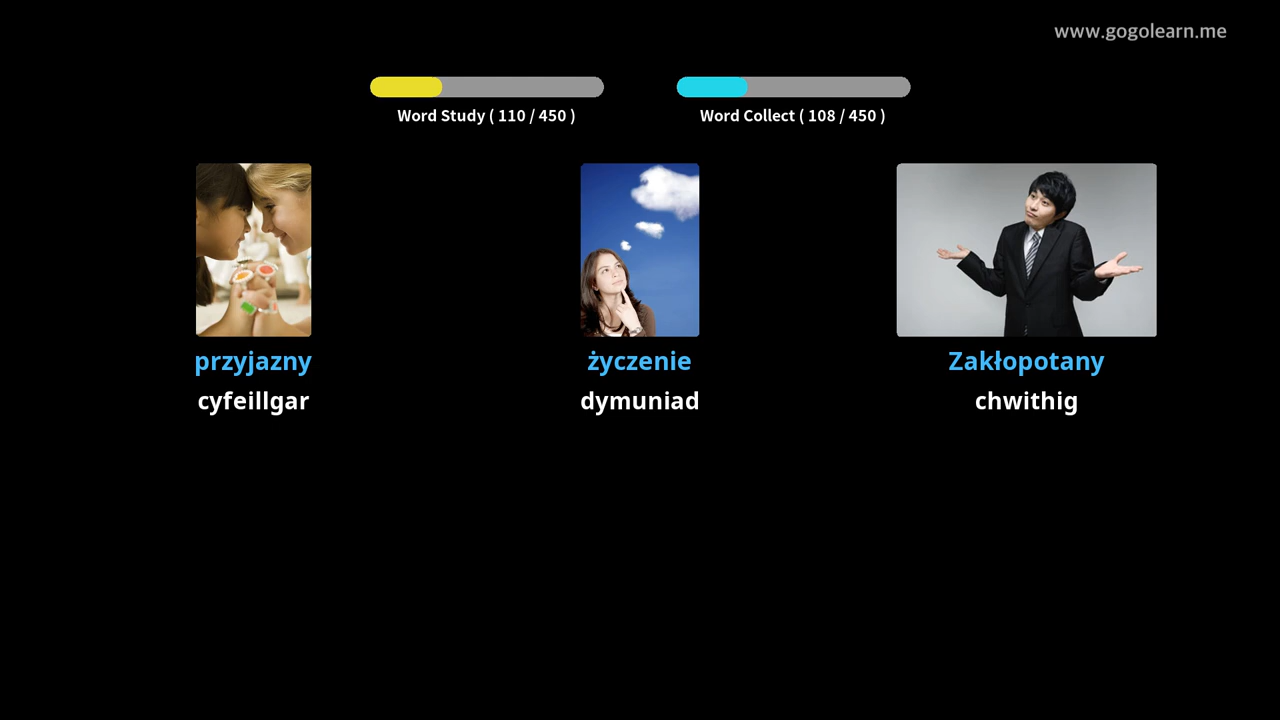 www.gogolearn.me
Word Study ( 110 / 450 )
Word Collect ( 108 / 450 )
przyjazny
cyfeillgar
życzenie
dymuniad
Zakłopotany
chwithig